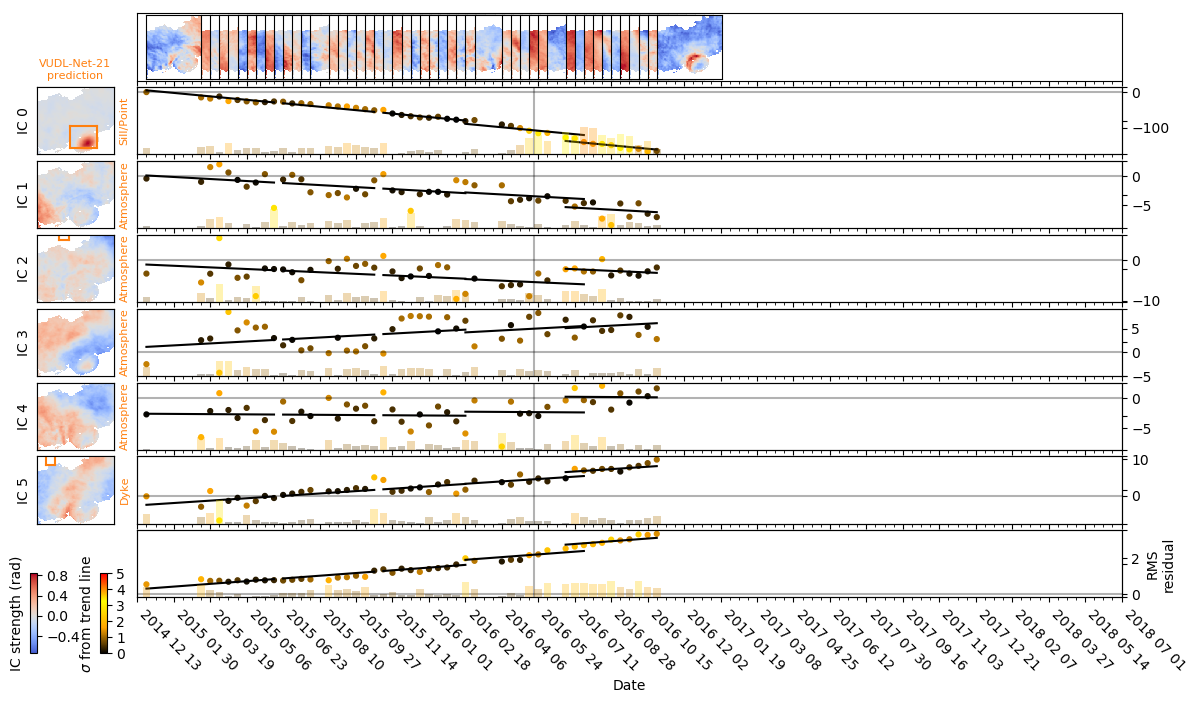 VUDL-Net-21
prediction
IC 0
Sill/Point
0
−100
IC 1
Atmosphere
0
−5
IC 2
Atmosphere
0
−10
IC 3
Atmosphere
5
0
−5
IC 4
Atmosphere
0
−5
IC 5
Dyke
10
0
2
0
RMS
residual
IC strength (rad)
0.8
0.4
0.0
−0.4
σ from trend line
5
4
3
2
1
0
2014 12 13
2015 01 30
2015 03 19
2015 05 06
2015 06 23
2015 08 10
2015 09 27
2015 11 14
2016 01 01
2016 02 18
2016 04 06
2016 05 24
2016 07 11
2016 08 28
2016 10 15
2016 12 02
2017 01 19
2017 03 08
2017 04 25
2017 06 12
2017 07 30
2017 09 16
2017 11 03
2017 12 21
2018 02 07
2018 03 27
2018 05 14
2018 07 01
Date